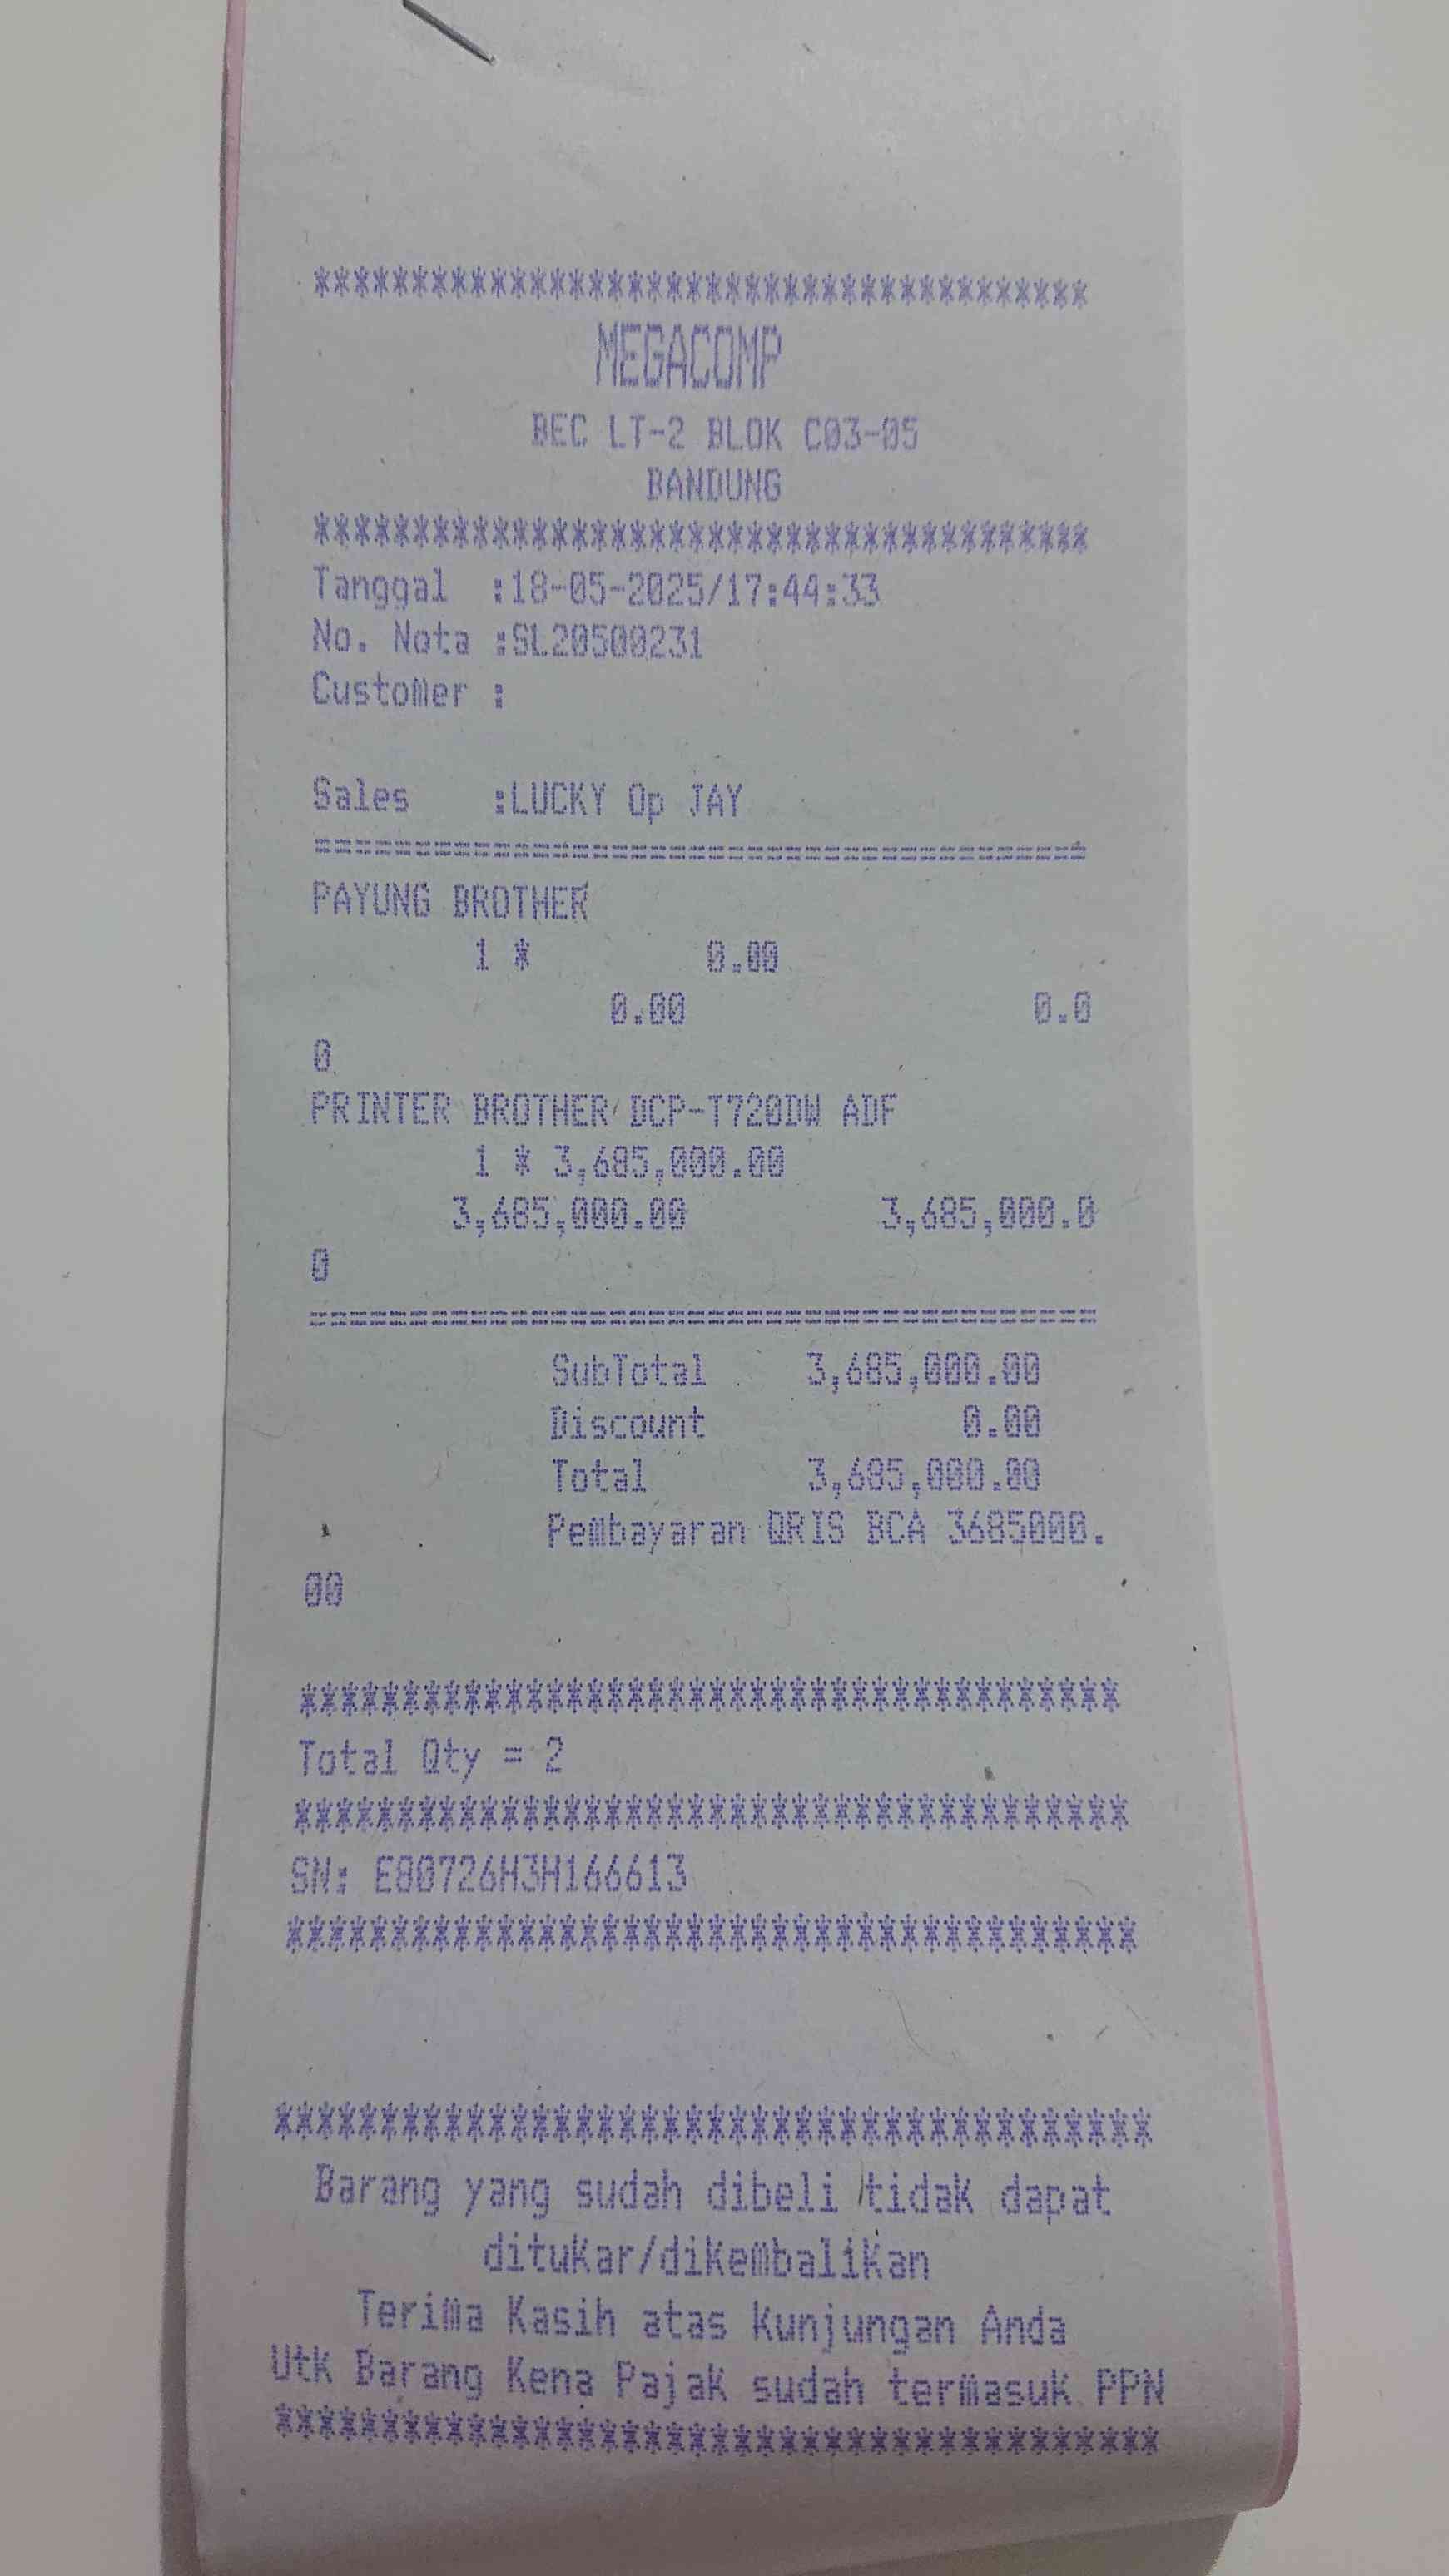 ***************************************
MEGACOMP
BEC LT-2 BLOK C03-05
BANDUNG
***************************************
Tanggal  :18-05-2025/17:44:33
No. Nota :SL20500231
Customer :
Sales    :LUCKY Op JAY
=======================================
PAYUNG BROTHER
1 *         0.00
0.00                  0.0
0
PRINTER BROTHER DCP-T720DW ADF
1 * 3,685,000.00
3,685,000.00          3,685,000.0
0
=======================================
SubTotal     3,685,000.00
Discount             0.00
Total        3,685,000.00
Pembayaran QRIS BCA 3685000.
00
***************************************
Total Qty = 2
***************************************
SN: E80726H3H166613
***************************************
***************************************
Barang yang sudah dibeli tidak dapat
ditukar/dikembalikan
Terima Kasih atas kunjungan Anda
Utk Barang Kena Pajak sudah termasuk PPN
***************************************